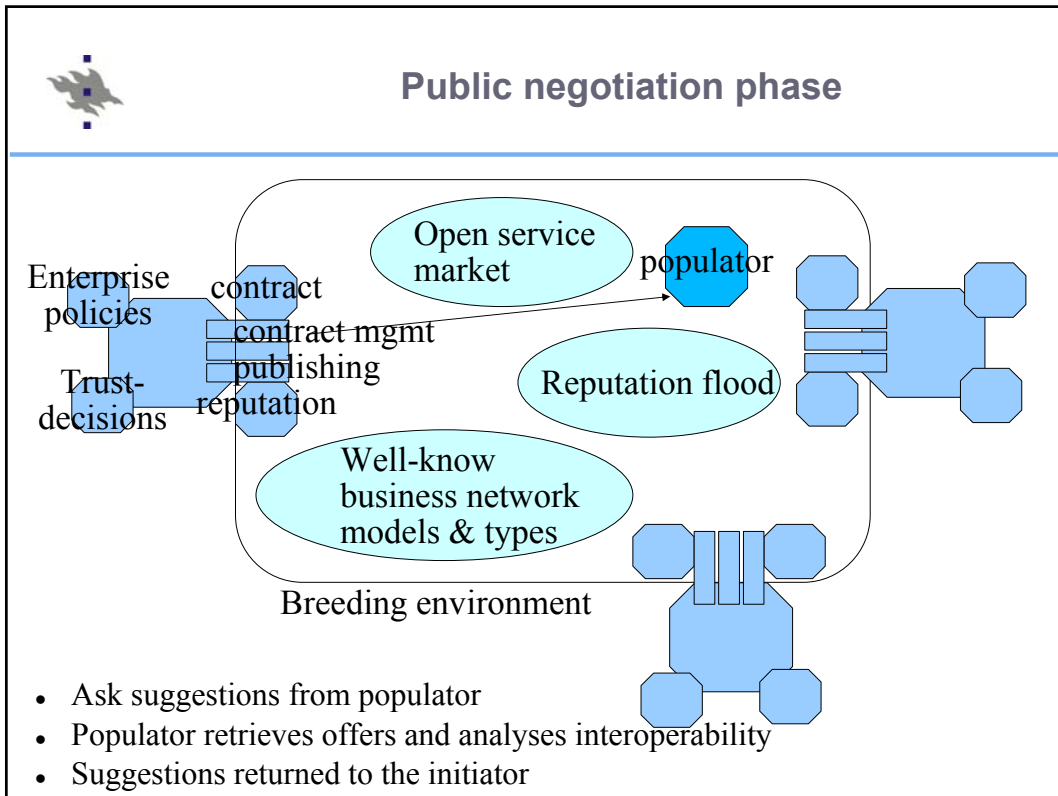 Public negotiation phase
Open service
market
populator
Enterprise
policies
contract
contract mgmt
publishing
Trust-
decisions
reputation
Reputation flood
Well-know
business network
models & types
Breeding environment
• Ask suggestions from populator
• Populator retrieves offers and analyses interoperability
• Suggestions returned to the initiator